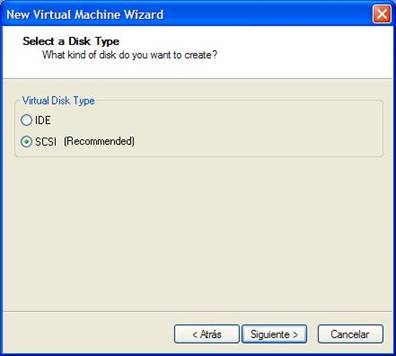 New Virtual Machine Wizard
Select a Disk Type
What kind of disk do you want to create?
Virtual Disk Type
IDE
SCSI (Recommended)
< Atrás Siguiente > Cancelar